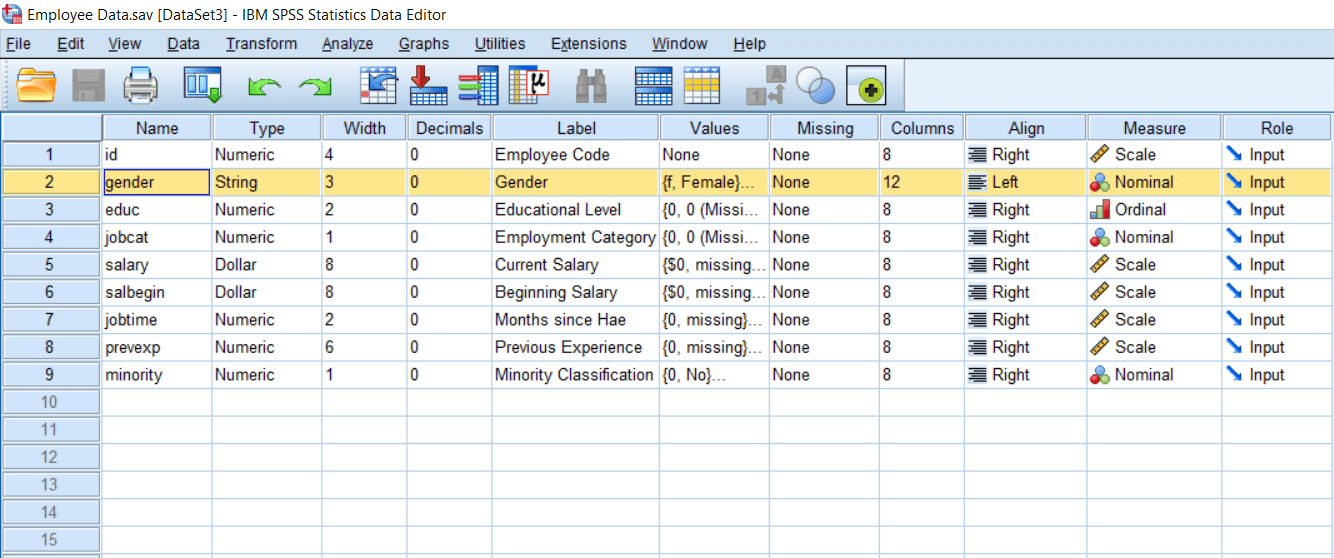 Employee Data.sav [DataSet3] - IBM SPSS Statistics Data Editor
File Edit View Data Transform Analyze Graphs Utilities Extensions Window Help
μ A 1
Name Type Width Decimals Label Values Missing Columns Align Measure Role
1 id Numeric 4 0 Employee Code None None 8 Right Scale Input
2 gender String 3 0 Gender {f, Female}... None 12 Left Nominal Input
3 educ Numeric 2 0 Educational Level {0, 0 (Missi... None 8 Right Ordinal Input
4 jobcat Numeric 1 0 Employment Category {0, 0 (Missi... None 8 Right Nominal Input
5 salary Dollar 8 0 Current Salary {$0, missing... None 8 Right Scale Input
6 salbegin Dollar 8 0 Beginning Salary {$0, missing... None 8 Right Scale Input
7 jobtime Numeric 2 0 Months since Hae {0, missing}... None 8 Right Scale Input
8 prevexp Numeric 6 0 Previous Experience {0, missing}... None 8 Right Scale Input
9 minority Numeric 1 0 Minority Classification {0, No}... None 8 Right Nominal Input
10
11
12
13
14
15